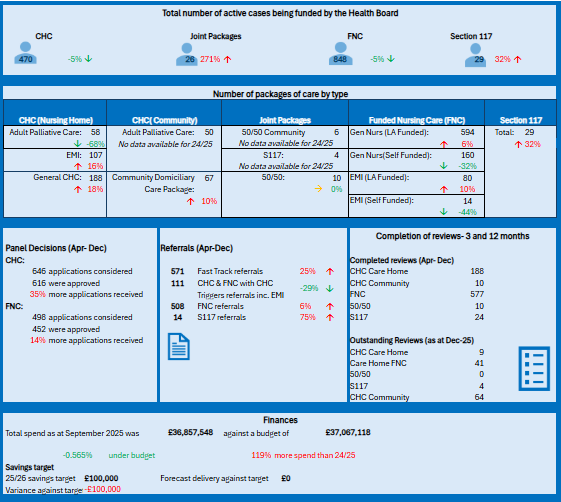 Total number of active cases being funded by the Health Board
CHC
470
-5%
Joint Packages
26
271%
FNC
848
-5%
Section 117
29
32%
Number of packages of care by type
CHC (Nursing Home)
Adult Palliative Care: 58
-68%
EMI: 107
16%
General CHC: 188
18%
CHC( Community)
Adult Palliative Care: 50
No data available for 24/25
Community Domiciliary 67
Care Package:
10%
Joint Packages
50/50 Community 6
No data available for 24/25
S117: 4
No data available for 24/25
50/50: 10
0%
Funded Nursing Care (FNC)
Gen Nurs (LA Funded): 594
6%
Gen Nurs(Self Funded): 160
-32%
EMI (LA Funded): 80
10%
EMI (Self Funded): 14
-44%
Section 117
Total: 29
32%
Panel Decisions (Apr- Dec)
CHC:
646 applications considered
616 were approved
35% more applications received
FNC:
498 applications considered
452 were approved
14% more applications received
Referrals (Apr-Dec)
571 Fast Track referrals 25%
111 CHC & FNC with CHC -29%
Triggers referrals inc. EMI
508 FNC referrals 6%
14 S117 referrals 75%
Completion of reviews- 3 and 12 months
Completed reviews (Apr- Dec)
CHC Care Home 188
CHC Community 10
FNC 577
50/50 10
S117 24
Outstanding Reviews (as at Dec-25)
CHC Care Home 9
Care Home FNC 41
50/50 0
S117 4
CHC Community 64
Finances
Total spend as at September 2025 was £36,857,548 against a budget of £37,067,118
-0.565% under budget 119% more spend than 24/25
Savings target
25/26 savings target £100,000 Forecast delivery against target £0
Variance against targe -£100,000